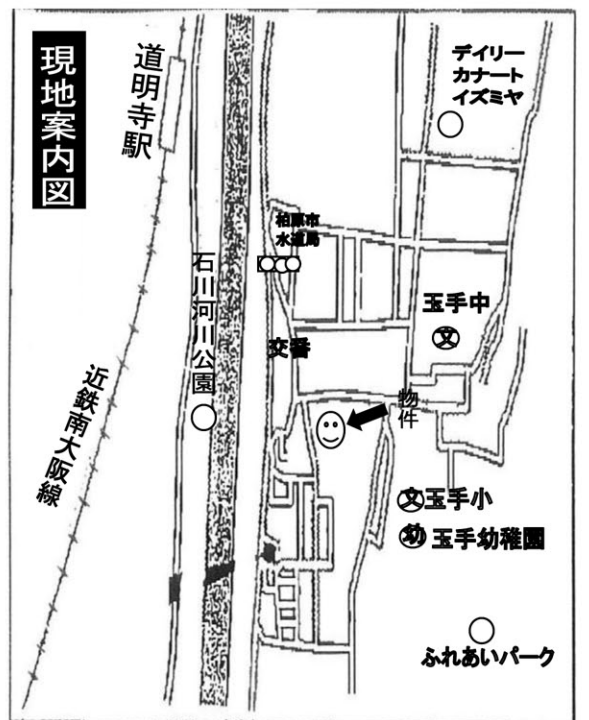 現地案内図
道明寺駅
デイリー
カナート
イズミヤ
柏原市
水道局
石川河川公園
玉手中
文
交番
物件
近鉄南大阪線
文玉手小
幼玉手幼稚園
ふれあいパーク